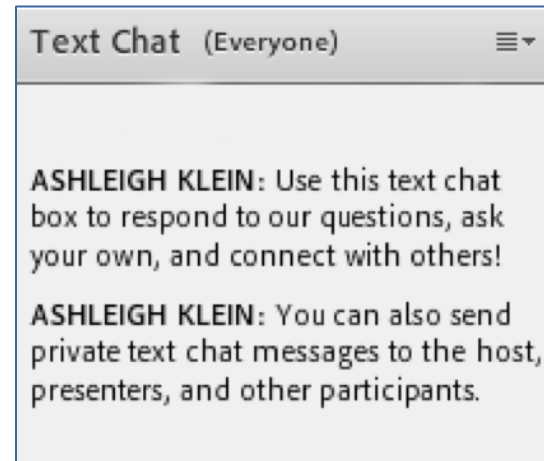 Text Chat (Everyone)
ASHLEIGH KLEIN: Use this text chat
box to respond to our questions, ask
your own, and connect with others!
ASHLEIGH KLEIN: You can also send
private text chat messages to the host,
presenters, and other participants.